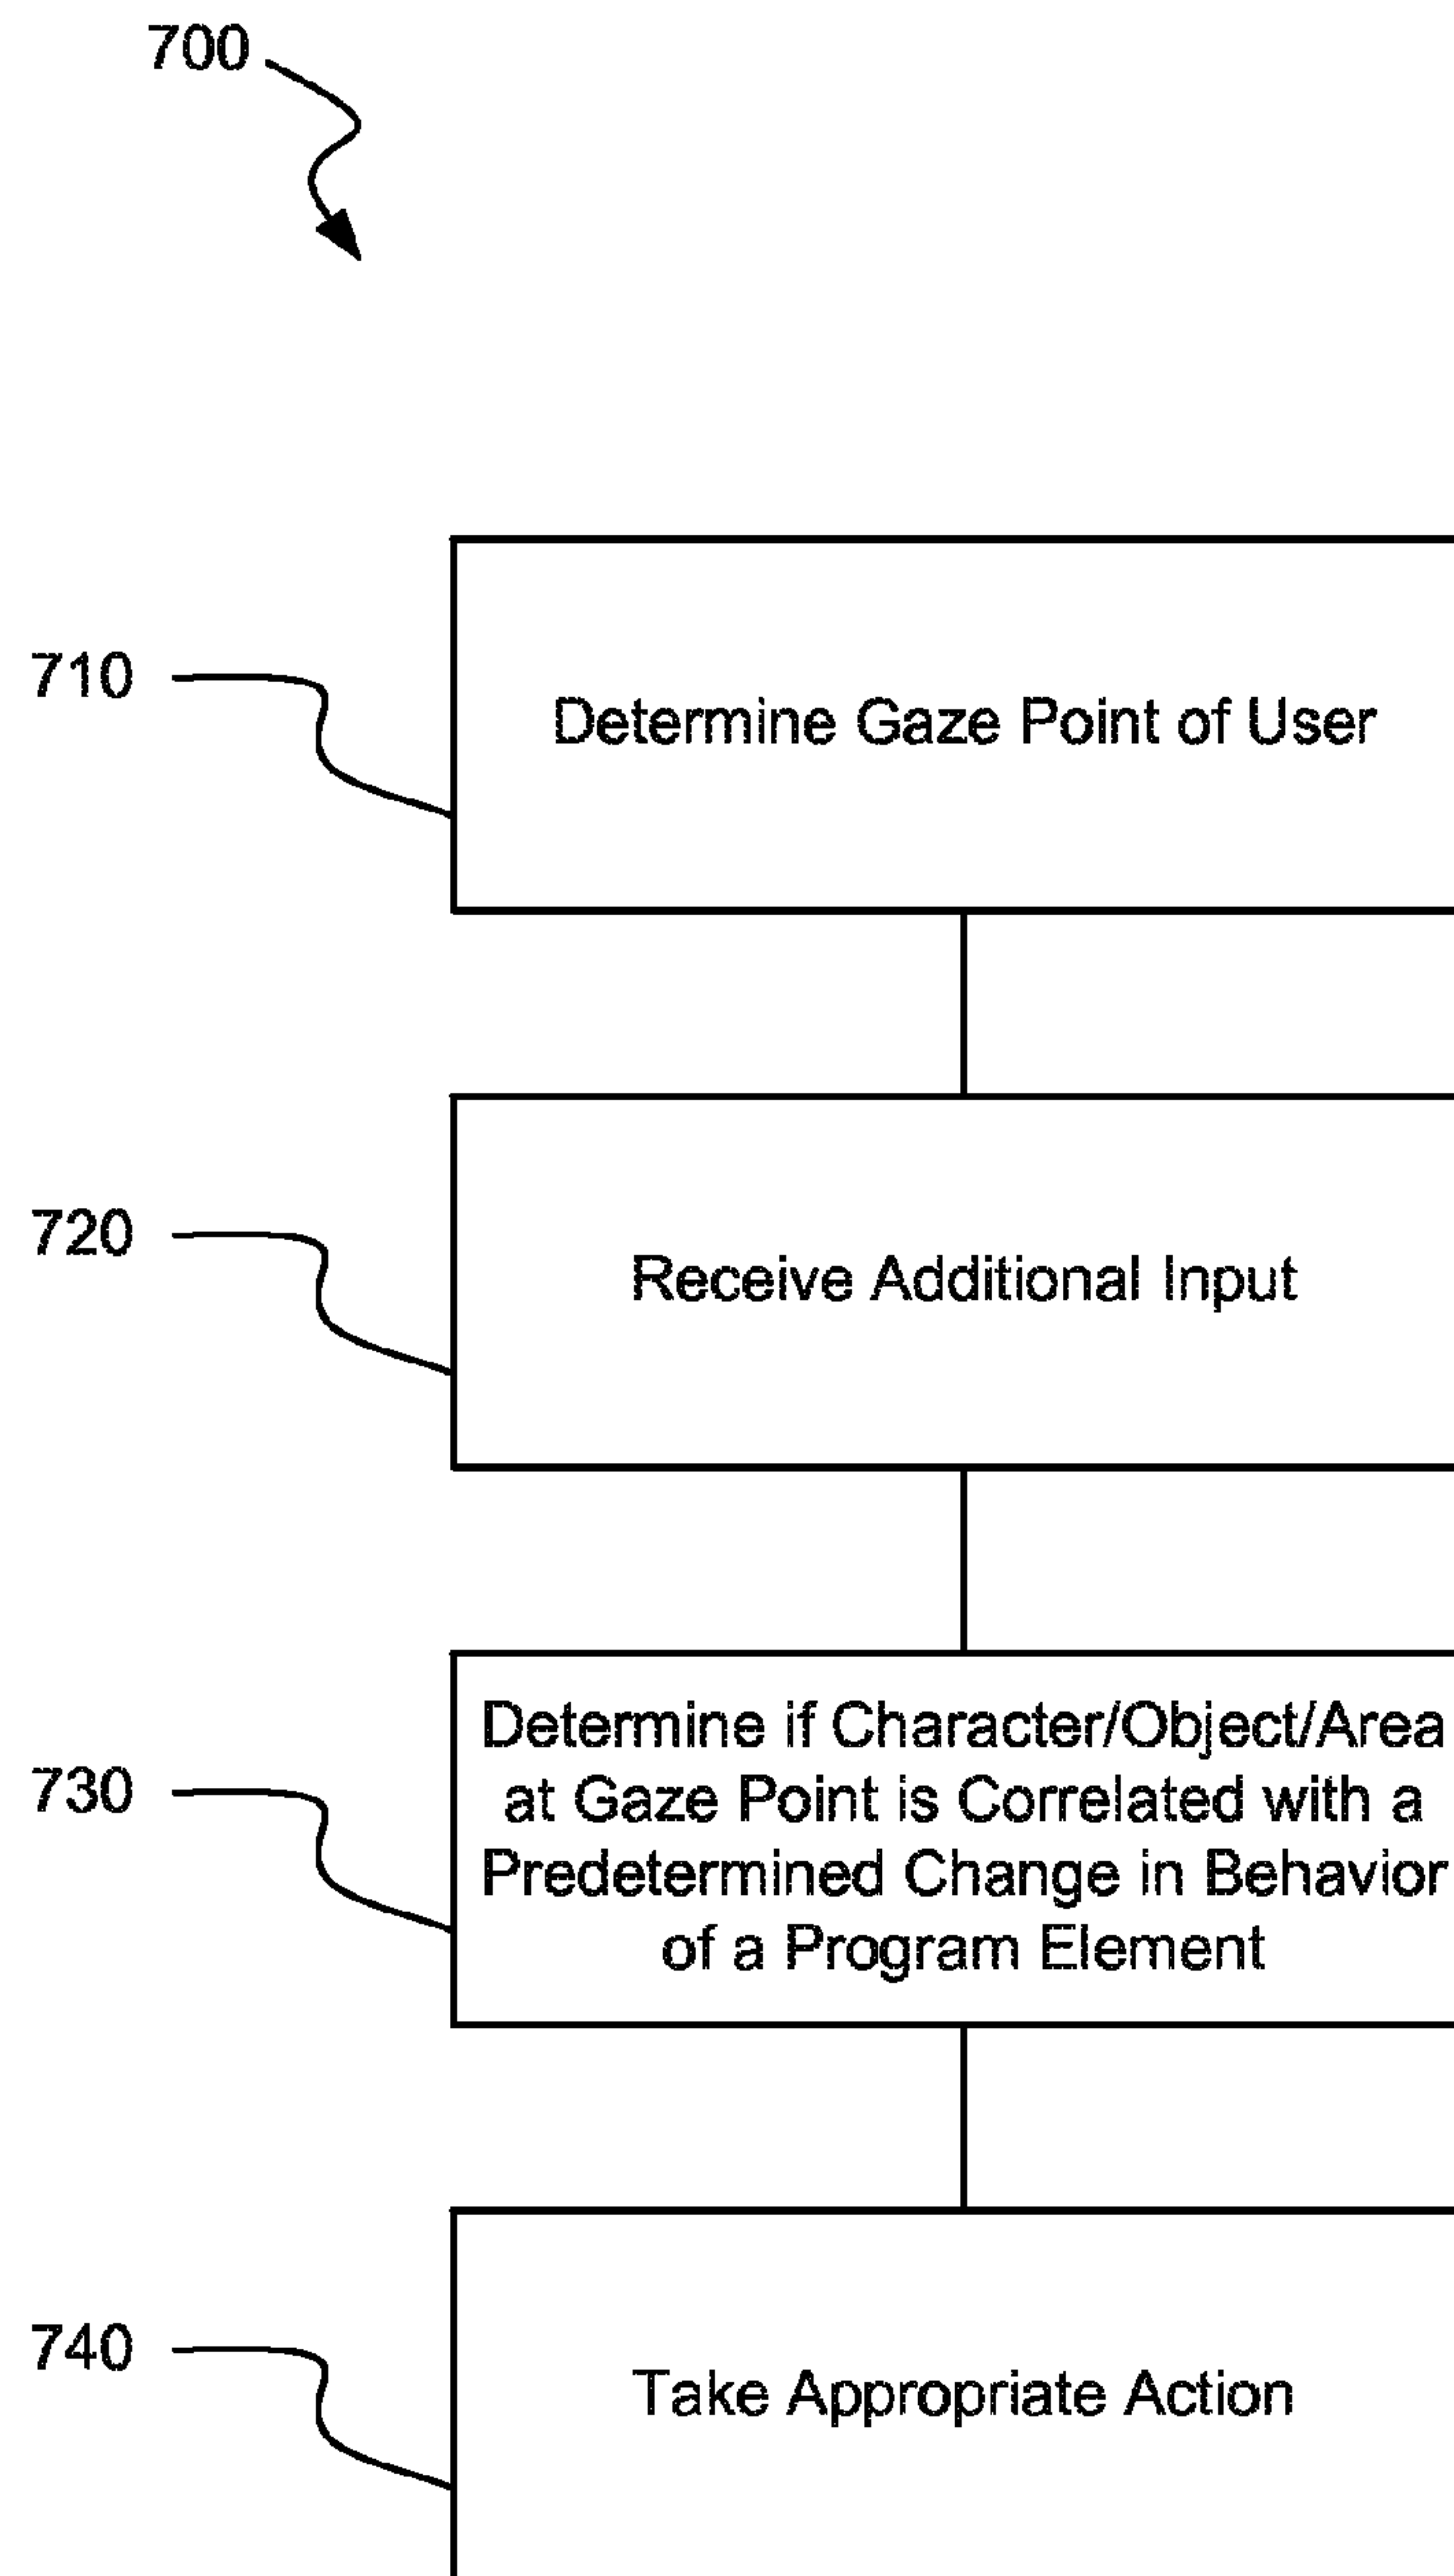 700
710
Determine Gaze Point of User
720
Receive Additional Input
730
Determine if Character/Object/Area
at Gaze Point is Correlated with a
Predetermined Change in Behavior
of a Program Element
740
Take Appropriate Action